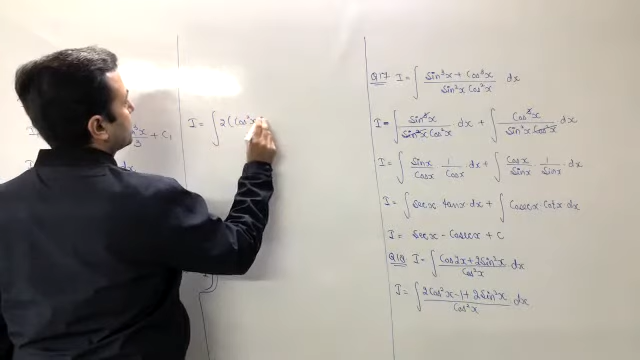 I = ∫ 2(Cos²x
Q17 I = ∫ (Sin³x + Cos³x)/(Sin²x Cos²x) dx
I = ∫ Sin³x/(Sin²x Cos²x) dx + ∫ Cos³x/(Sin²x Cos²x) dx
I = ∫ Sinx/Cosx · 1/Cosx · dx + ∫ Cosx/Sinx · 1/Sinx · dx
I = ∫ Secx · tanx · dx + ∫ Cosecx · Cotx dx
I = Secx - Cosecx + C
Q18 I = ∫ (Cos2x + 2Sin²x)/Cos²x dx
I = ∫ (2Cos²x - 1 + 2Sin²x)/Cos²x dx